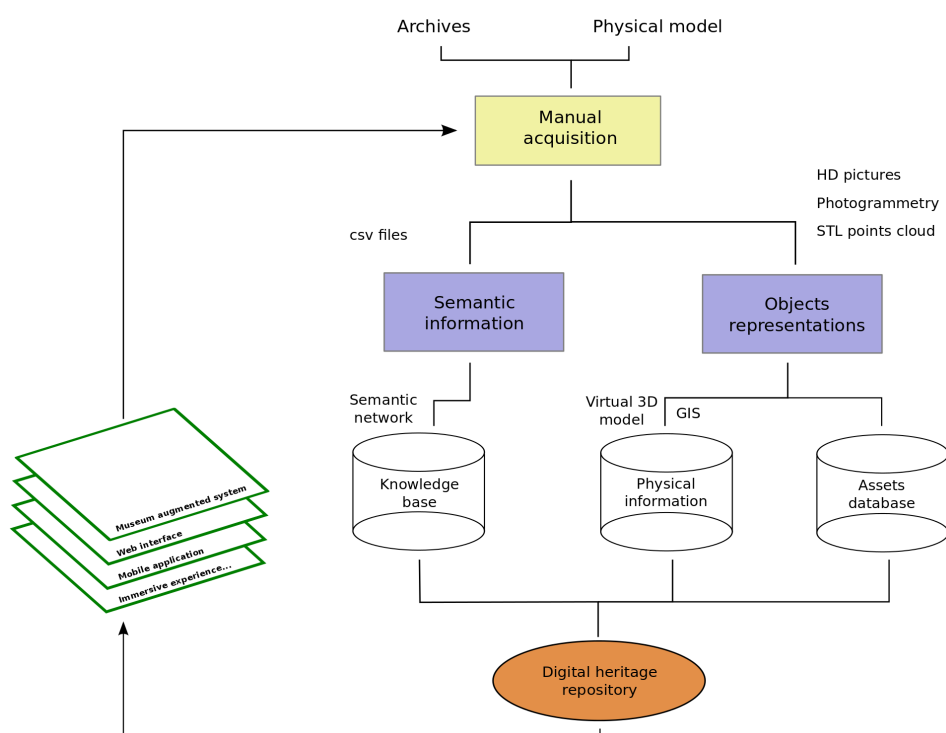 Archives
Physical model
Manual
acquisition
HD pictures
Photogrammetry
STL points cloud
csv files
Semantic
information
Objects
representations
Semantic
network
Virtual 3D
model
GIS
Knowledge
base
Physical
information
Assets
database
Museum augmented system
Web interface
Mobile application
Immersive experience...
Digital heritage
repository